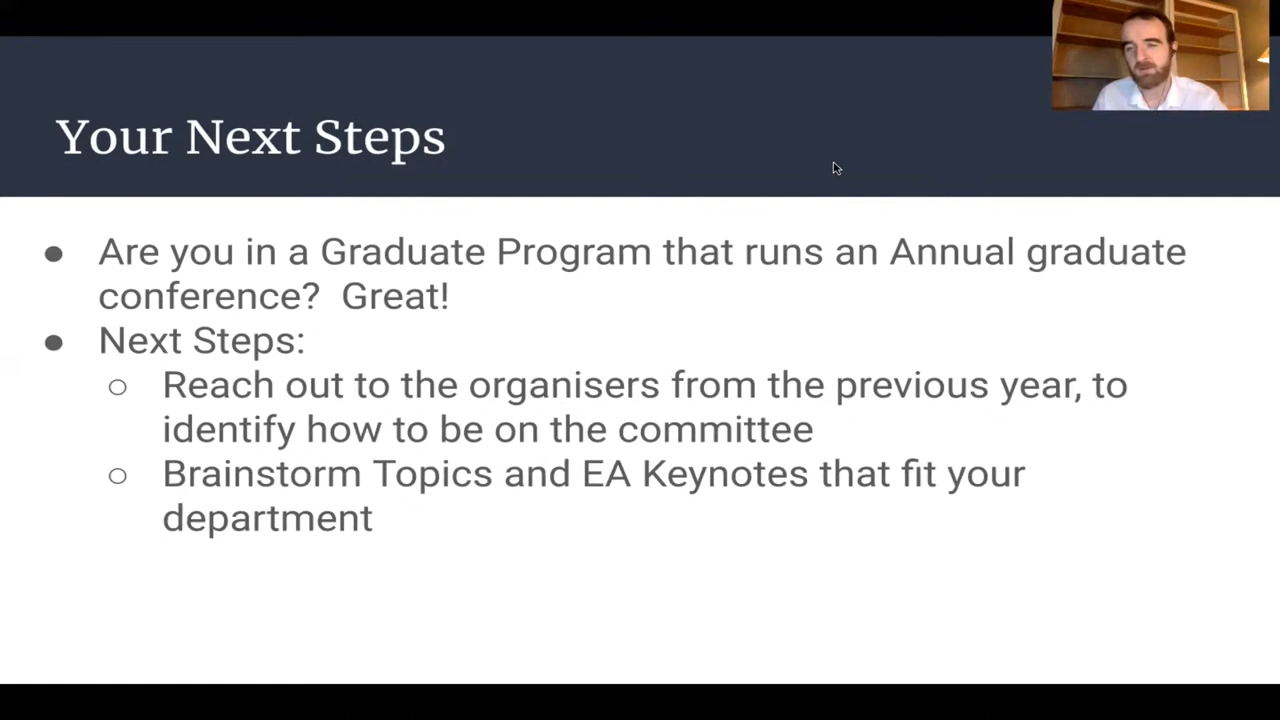 Your Next Steps
● Are you in a Graduate Program that runs an Annual graduate
conference?  Great!
● Next Steps:
○ Reach out to the organisers from the previous year, to
identify how to be on the committee
○ Brainstorm Topics and EA Keynotes that fit your
department